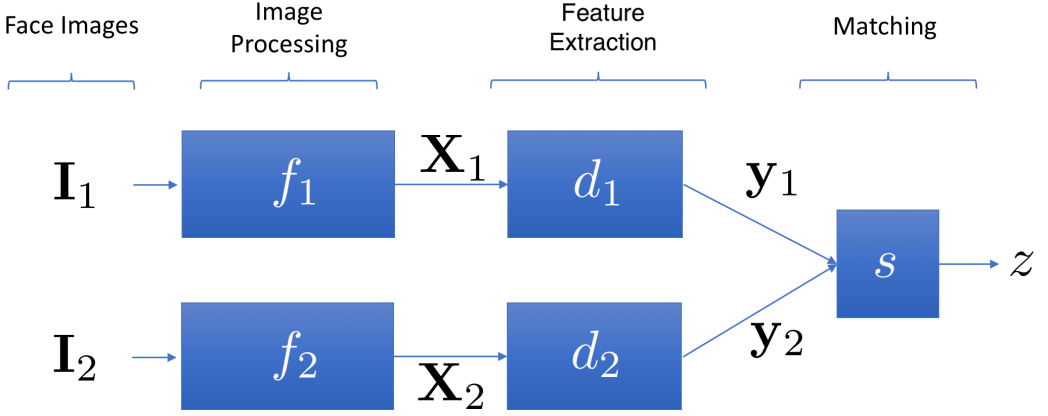 Face Images
Image
Processing
Feature
Extraction
Matching
I₁
f₁
X₁
d₁
y₁
s
z
I₂
f₂
X₂
d₂
y₂